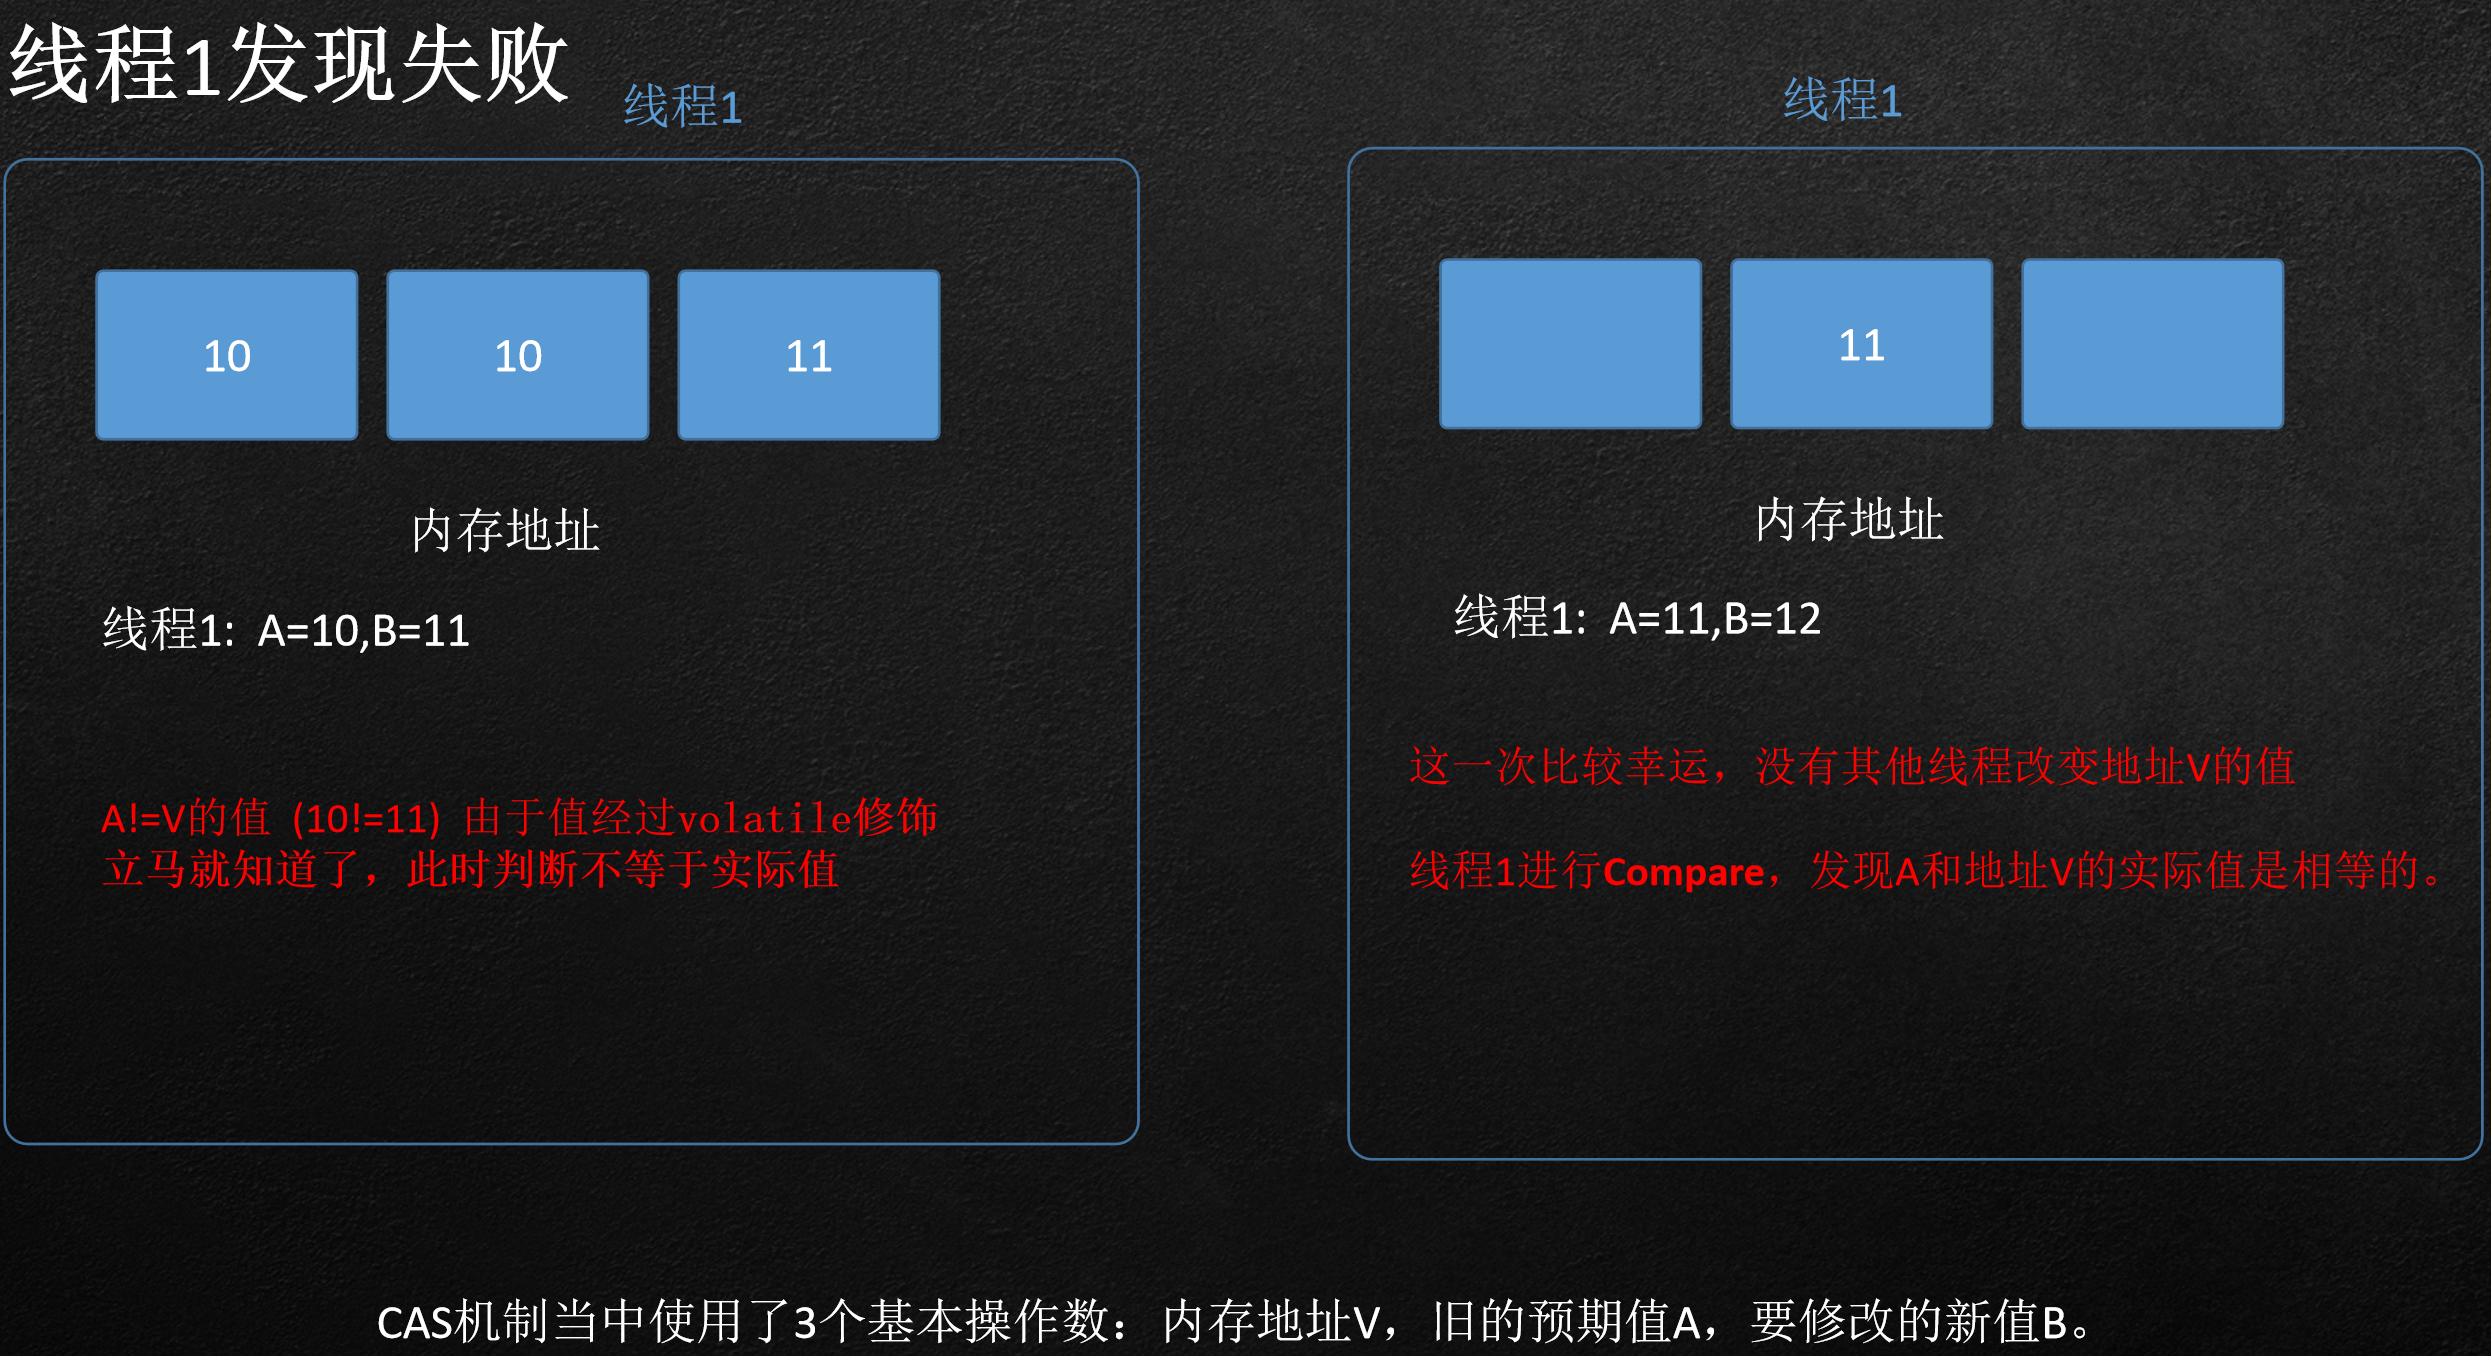 线程1发现失败
线程1
10
10
11
内存地址
线程1: A=10,B=11
A!=V的值 (10!=11) 由于值经过volatile修饰
立马就知道了，此时判断不等于实际值
线程1
11
内存地址
线程1: A=11,B=12
这一次比较幸运，没有其他线程改变地址V的值
线程1进行Compare，发现A和地址V的实际值是相等的。
CAS机制当中使用了3个基本操作数：内存地址V，旧的预期值A，要修改的新值B。